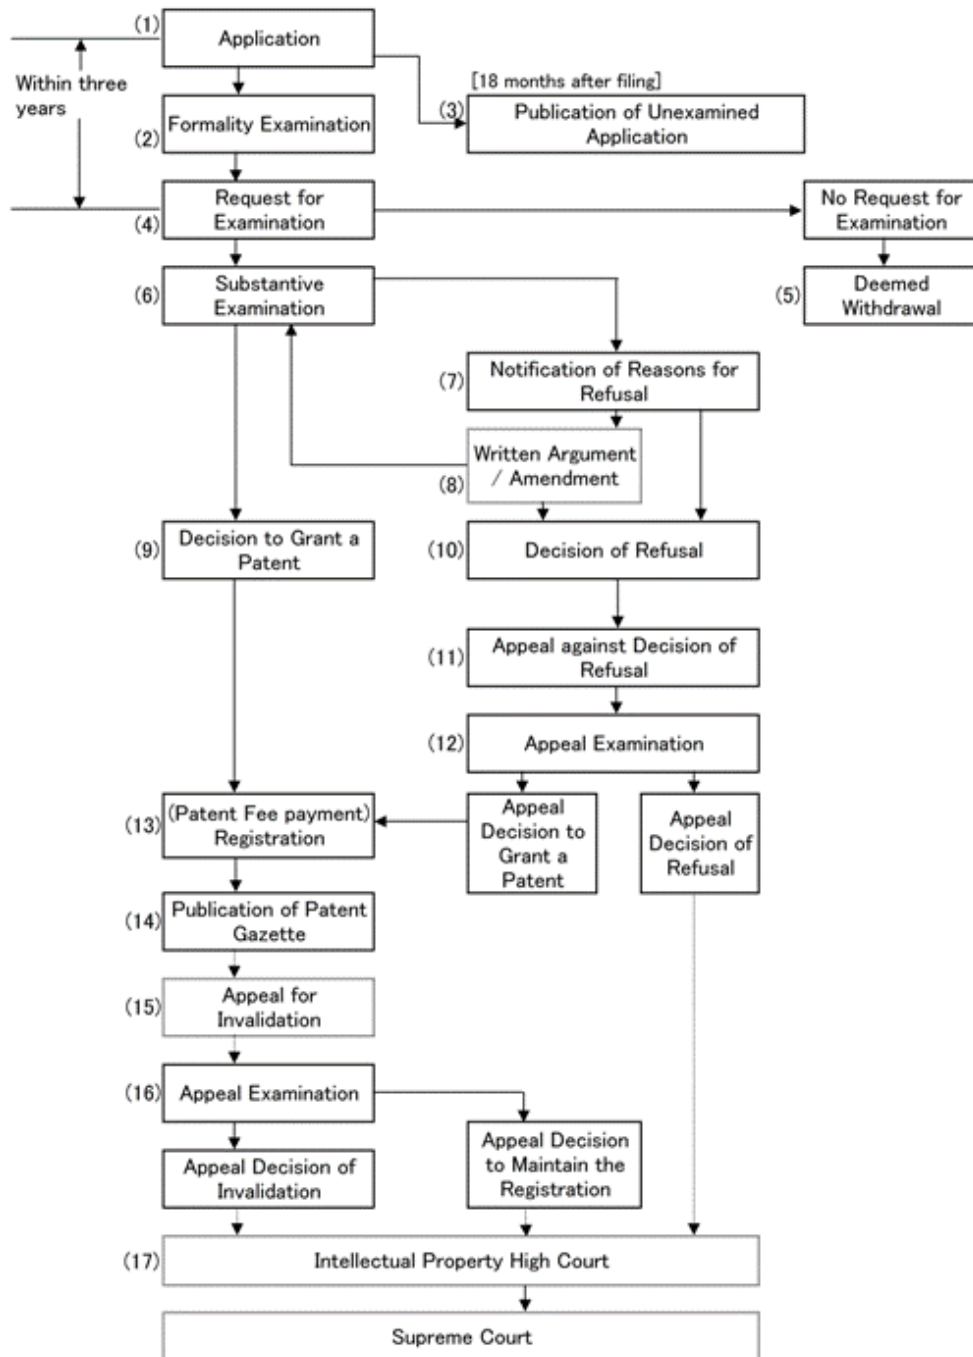 (1)
Application
Within three
years
[18 months after filing]
(3)
Publication of Unexamined
Application
(2)
Formality Examination
(4)
Request for
Examination
No Request for
Examination
(6)
Substantive
Examination
(5)
Deemed
Withdrawal
(7)
Notification of Reasons for
Refusal
(8)
Written Argument
/ Amendment
(9)
Decision to Grant a
Patent
(10)
Decision of Refusal
(11)
Appeal against Decision of
Refusal
(12)
Appeal Examination
(13)
(Patent Fee payment)
Registration
Appeal
Decision to
Grant a
Patent
Appeal
Decision of
Refusal
(14)
Publication of Patent
Gazette
(15)
Appeal for
Invalidation
(16)
Appeal Examination
Appeal Decision of
Invalidation
Appeal Decision
to Maintain the
Registration
(17)
Intellectual Property High Court
Supreme Court